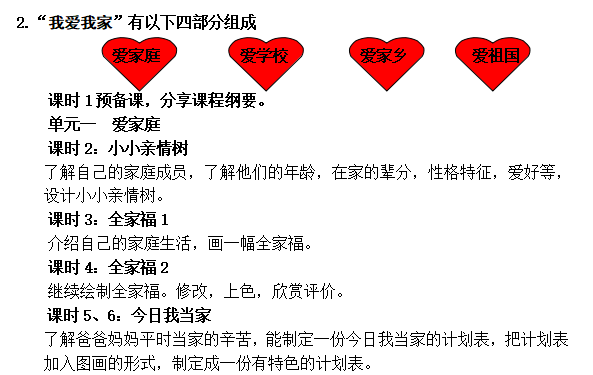 2.“我爱我家”有以下四部分组成
爱家庭 爱学校 爱家乡 爱祖国
课时1预备课，分享课程纲要。
单元一 爱家庭
课时2：小小亲情树
了解自己的家庭成员，了解他们的年龄，在家的辈分，性格特征，爱好等，
设计小小亲情树。
课时3：全家福1
介绍自己的家庭生活，画一幅全家福。
课时4：全家福2
继续绘制全家福。修改，上色，欣赏评价。
课时5、6：今日我当家
了解爸爸妈妈平时当家的辛苦，能制定一份今日我当家的计划表，把计划表
加入图画的形式，制定成一份有特色的计划表。